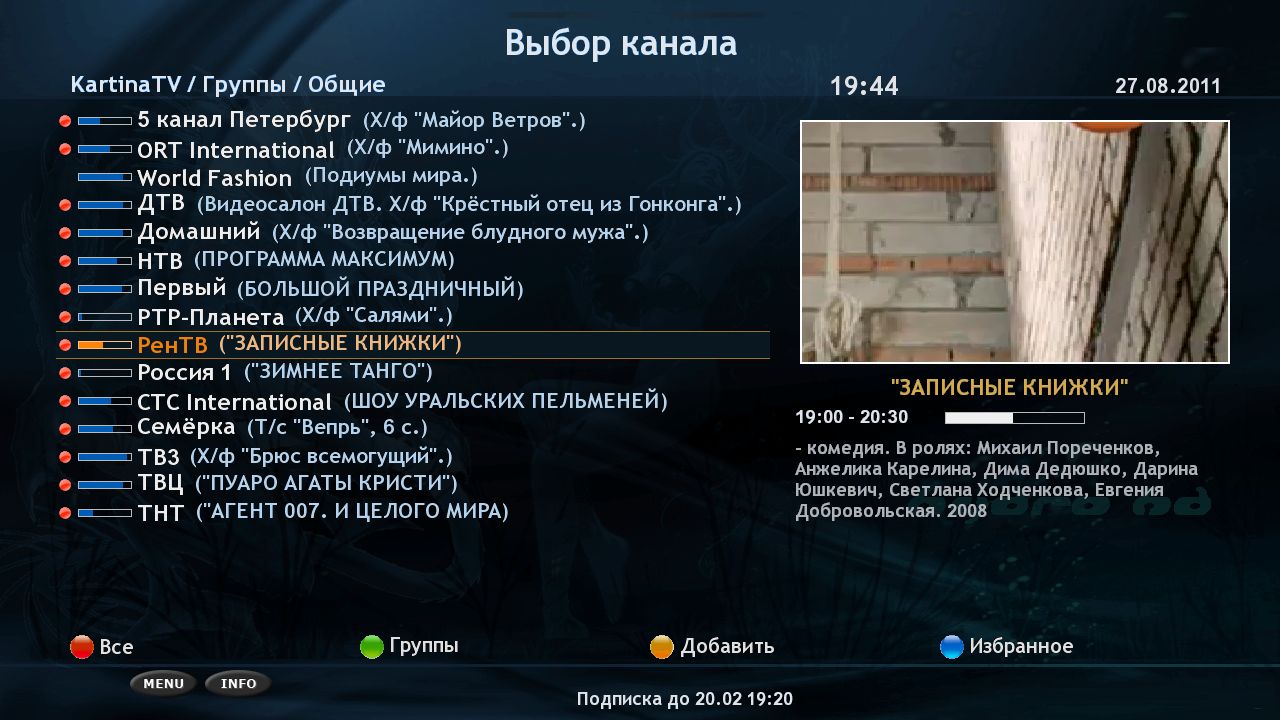 Выбор канала
KartinaTV / Группы / Общие 19:44 27.08.2011
5 канал Петербург (Х/ф "Майор Ветров".)
ORT International (Х/ф "Мимино".)
World Fashion (Подиумы мира.)
ДТВ (Видеосалон ДТВ. Х/ф "Крёстный отец из Гонконга".)
Домашний (Х/ф "Возвращение блудного мужа".)
НТВ (ПРОГРАММА МАКСИМУМ)
Первый (БОЛЬШОЙ ПРАЗДНИЧНЫЙ)
РТР-Планета (Х/ф "Салями".)
РенТВ ("ЗАПИСНЫЕ КНИЖКИ")
Россия 1 ("ЗИМНЕЕ ТАНГО")
СТС International (ШОУ УРАЛЬСКИХ ПЕЛЬМЕНЕЙ)
Семёрка (Т/с "Вепрь", 6 с.)
ТВ3 (Х/ф "Брюс всемогущий".)
ТВЦ ("ПУАРО АГАТЫ КРИСТИ")
ТНТ ("АГЕНТ 007. И ЦЕЛОГО МИРА)
"ЗАПИСНЫЕ КНИЖКИ"
19:00 - 20:30
- комедия. В ролях: Михаил Пореченков,
Анжелика Карелина, Дима Дедюшко, Дарина
Юшкевич, Светлана Ходченкова, Евгения
Добровольская. 2008
Все Группы Добавить Избранное
MENU INFO
Подписка до 20.02 19:20